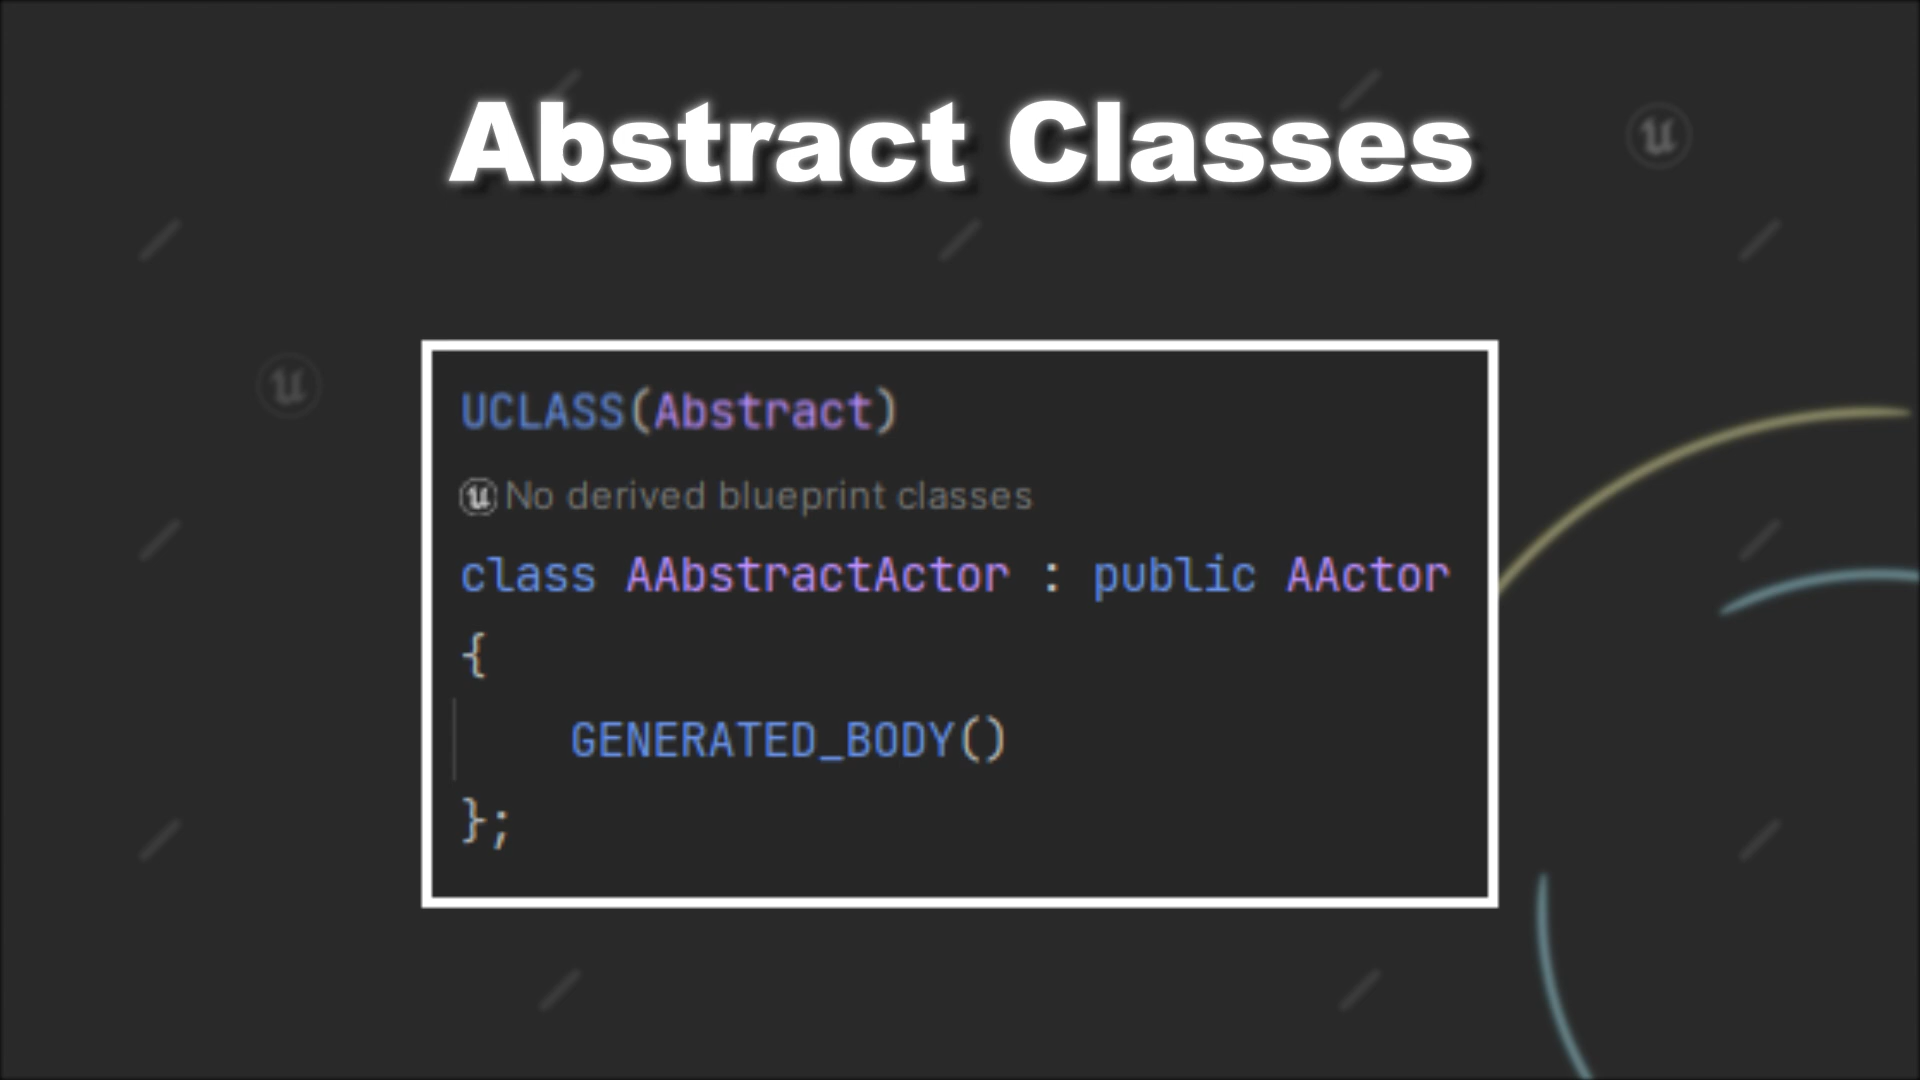 Abstract Classes
UCLASS(Abstract)
No derived blueprint classes
class AAbstractActor : public AActor
{
GENERATED_BODY()
};